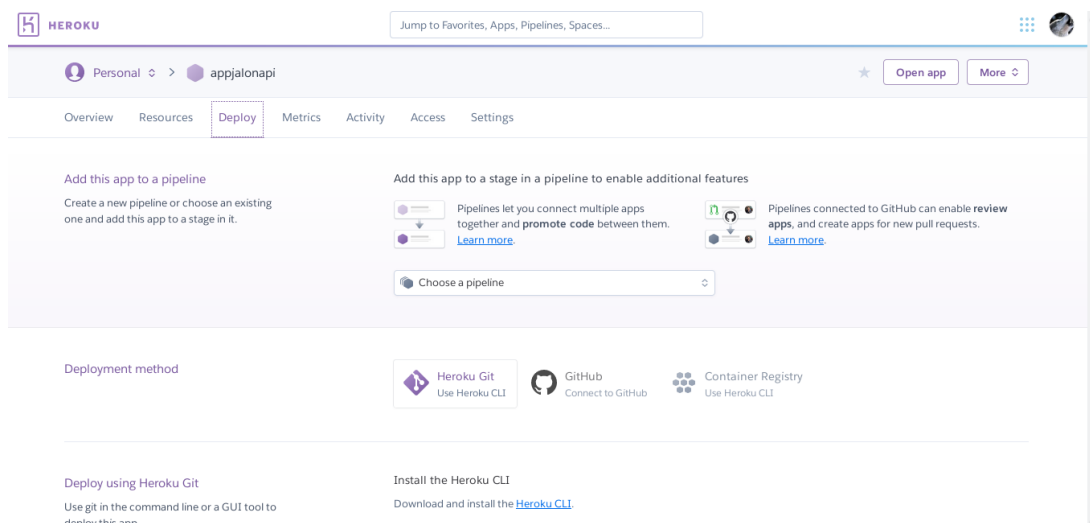 HEROKU
Jump to Favorites, Apps, Pipelines, Spaces...
Personal
appjalonapi
Open app
More
Overview
Resources
Deploy
Metrics
Activity
Access
Settings
Add this app to a pipeline
Create a new pipeline or choose an existing
one and add this app to a stage in it.
Add this app to a stage in a pipeline to enable additional features
Pipelines let you connect multiple apps
together and promote code between them.
Learn more.
Pipelines connected to GitHub can enable review
apps, and create apps for new pull requests.
Learn more.
Choose a pipeline
Deployment method
Heroku Git
Use Heroku CLI
GitHub
Connect to GitHub
Container Registry
Use Heroku CLI
Deploy using Heroku Git
Use git in the command line or a GUI tool to
deploy this app.
Install the Heroku CLI
Download and install the Heroku CLI.